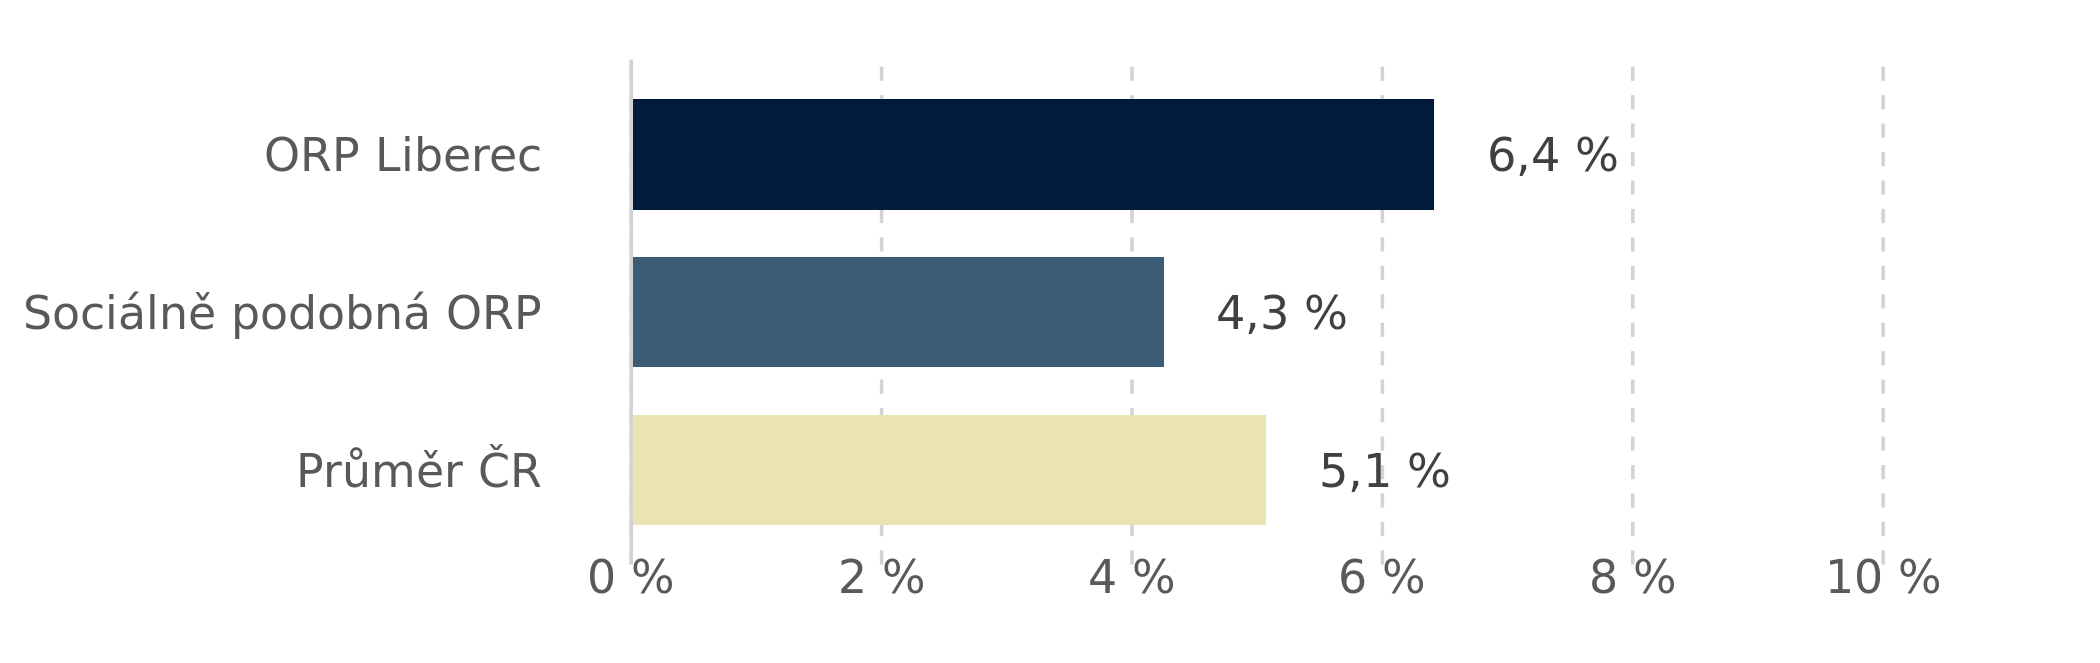 ORP Liberec
6,4 %
Sociálně podobná ORP
4,3 %
Průměr ČR
5,1 %
0 % 2 % 4 % 6 % 8 % 10 %